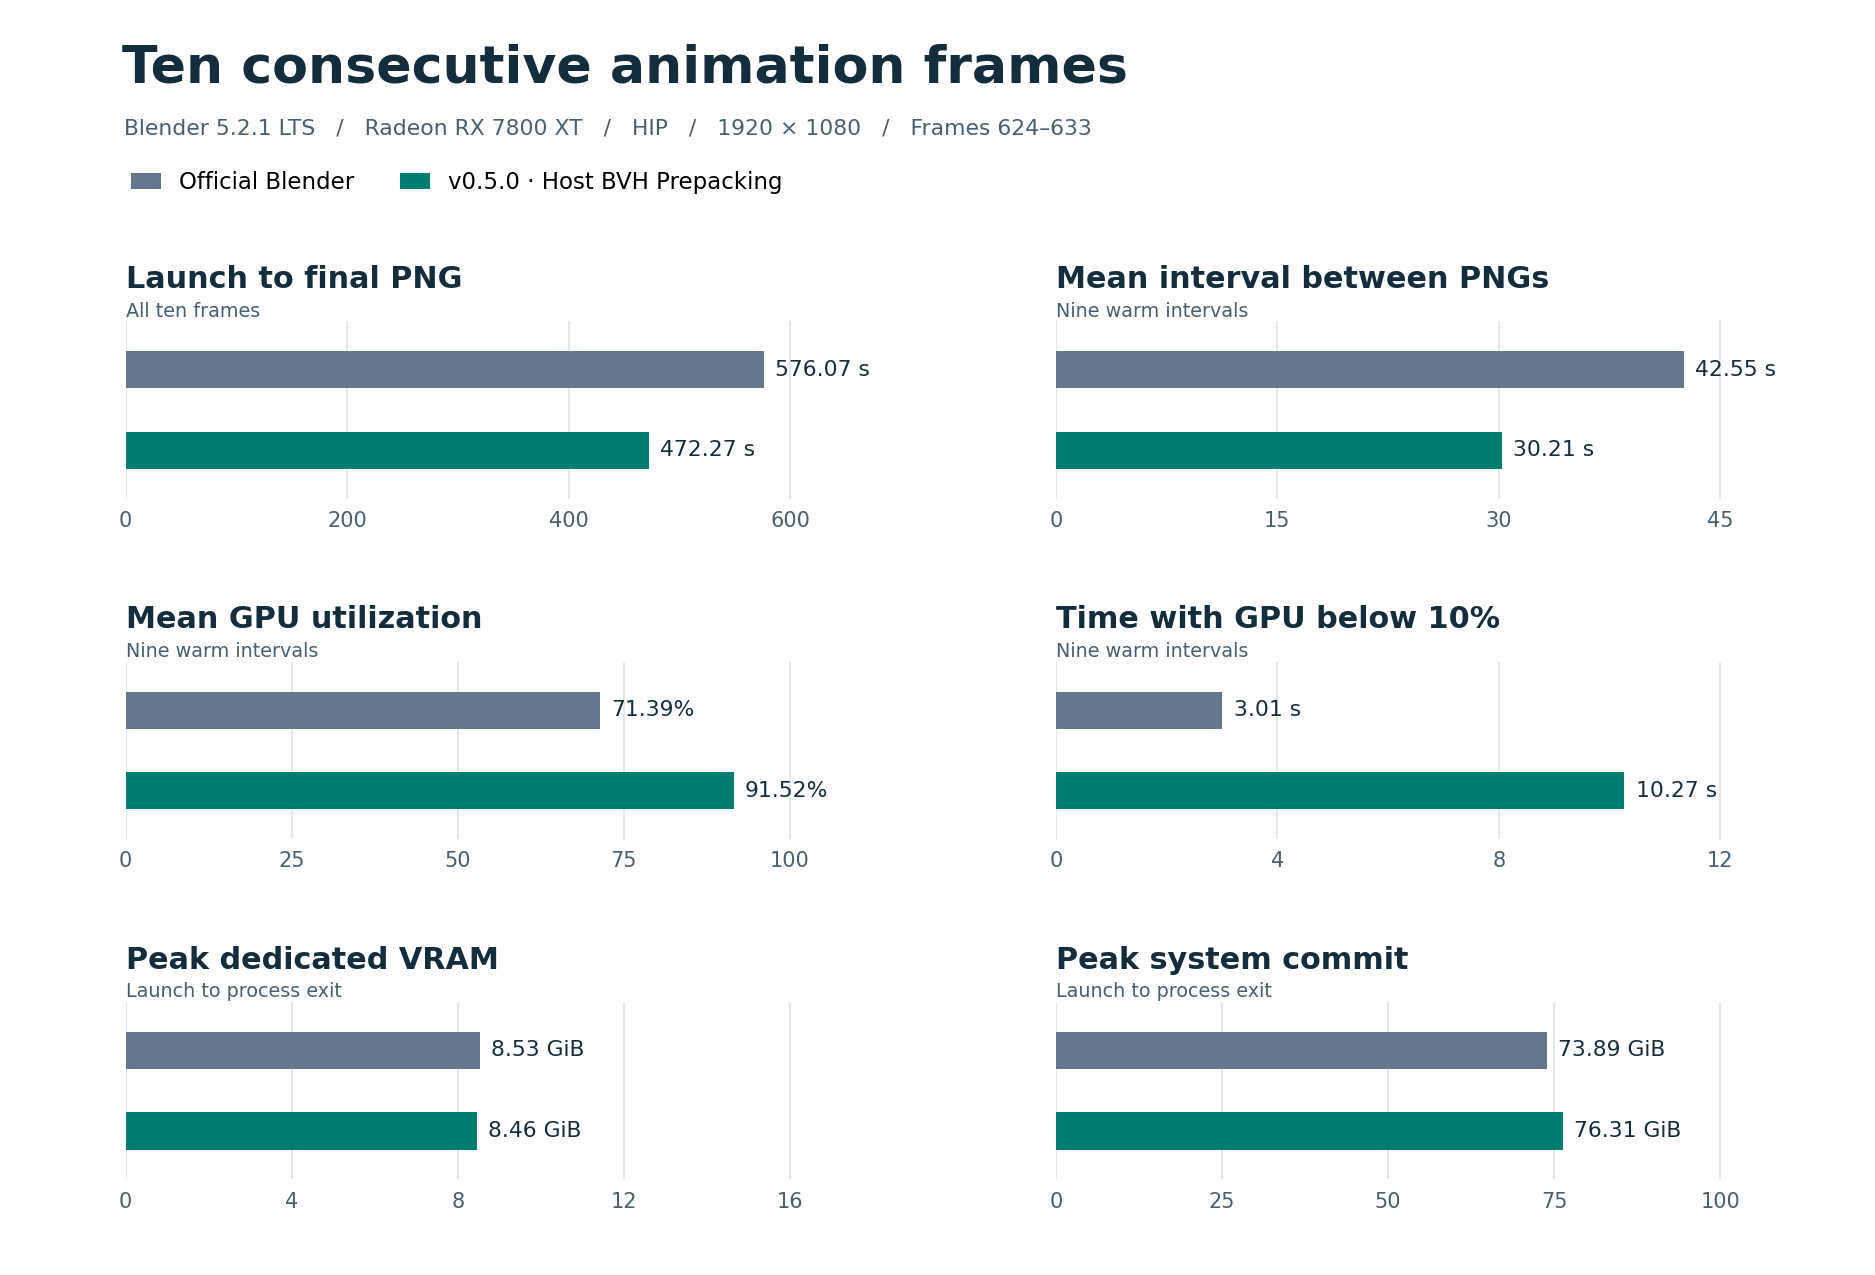 Ten consecutive animation frames
Blender 5.2.1 LTS / Radeon RX 7800 XT / HIP / 1920 × 1080 / Frames 624–633
Official Blender
v0.5.0 · Host BVH Prepacking
Launch to final PNG
All ten frames
576.07 s
472.27 s
0 200 400 600
Mean interval between PNGs
Nine warm intervals
42.55 s
30.21 s
0 15 30 45
Mean GPU utilization
Nine warm intervals
71.39%
91.52%
0 25 50 75 100
Time with GPU below 10%
Nine warm intervals
3.01 s
10.27 s
0 4 8 12
Peak dedicated VRAM
Launch to process exit
8.53 GiB
8.46 GiB
0 4 8 12 16
Peak system commit
Launch to process exit
73.89 GiB
76.31 GiB
0 25 50 75 100